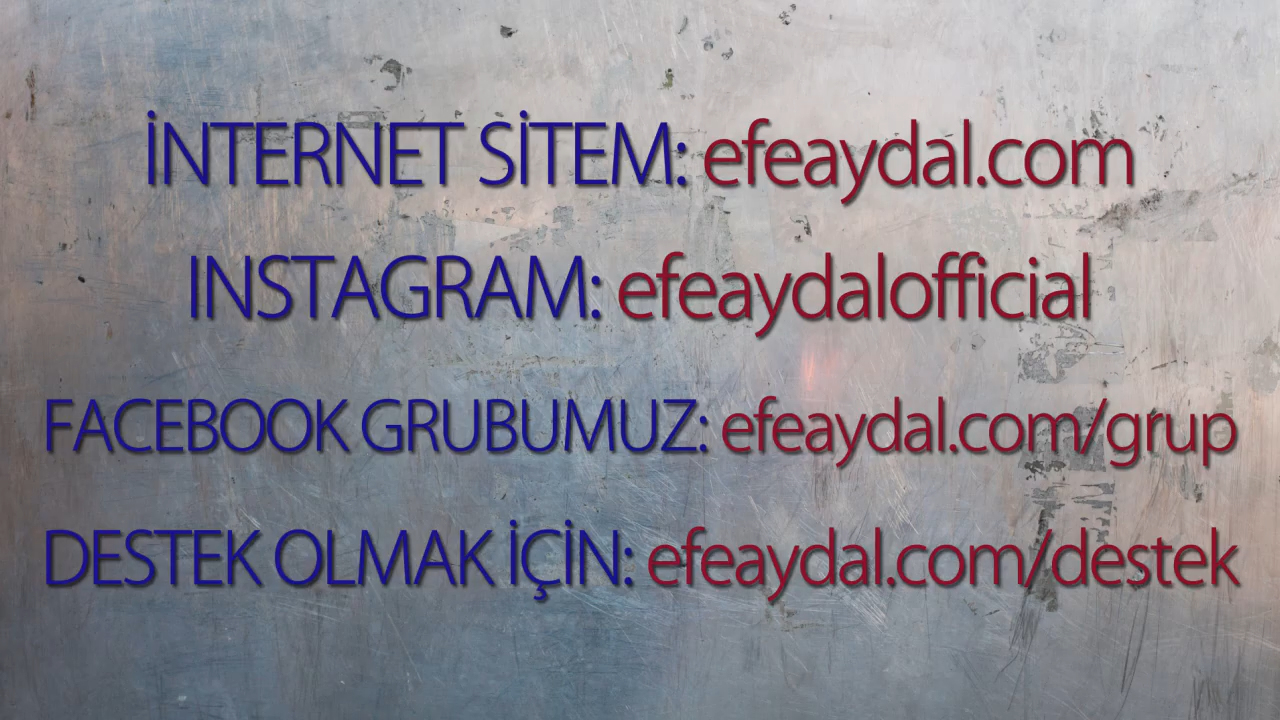 İNTERNET SİTEM: efeaydal.com
INSTAGRAM: efeaydalofficial
FACEBOOK GRUBUMUZ: efeaydal.com/grup
DESTEK OLMAK İÇİN: efeaydal.com/destek